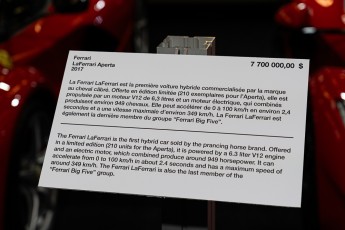 Ferrari
LaFerrari Aperta
2017
7 700 000,00 $
La Ferrari LaFerrari est la première voiture hybride commercialisée par la marque
au cheval cabré. Offerte en édition limitée (210 exemplaires pour l'Aperta), elle est
propulsée par un moteur V12 de 6,3 litres et un moteur électrique, qui combinés
produisent environ 949 chevaux. Elle peut accélérer de 0 à 100 km/h en environ 2,4
secondes et a une vitesse maximale d'environ 349 km/h. La Ferrari LaFerrari est
également la dernière membre du groupe "Ferrari Big Five".
The Ferrari LaFerrari is the first hybrid car sold by the prancing horse brand. Offered
in a limited edition (210 units for the Aperta), it is powered by a 6.3 liter V12 engine
and an electric motor, which combined produce around 949 horsepower. It can
accelerate from 0 to 100 km/h in about 2.4 seconds and has a maximum speed of
around 349 km/h. The Ferrari LaFerrari is also the last member of the
"Ferrari Big Five" group.